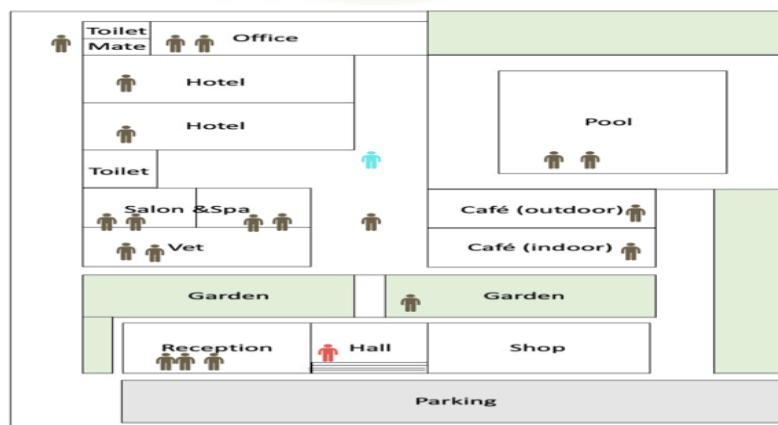 Toilet
Mate
Office
Hotel
Hotel
Pool
Toilet
Salon &Spa
Café (outdoor)
Vet
Café (indoor)
Garden
Garden
Reception
Hall
Shop
Parking